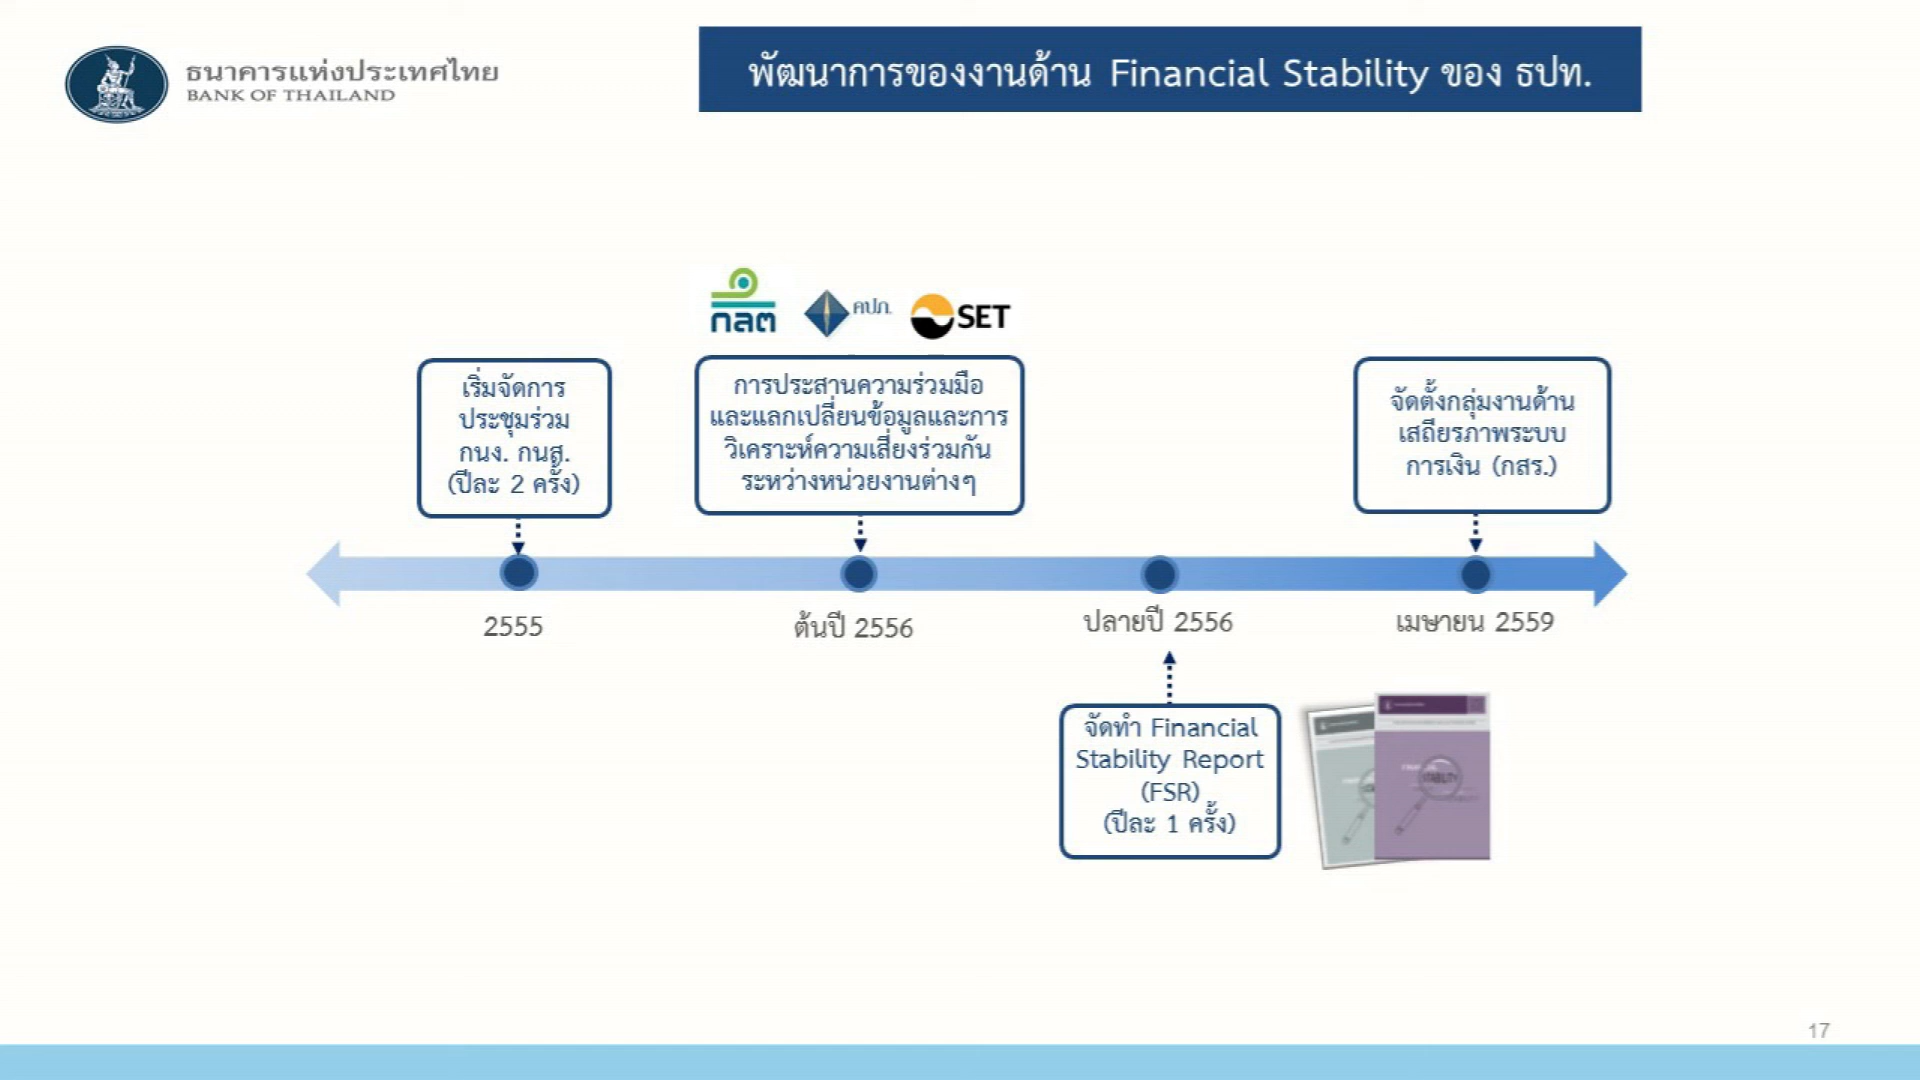 ธนาคารแห่งประเทศไทย
BANK OF THAILAND
พัฒนาการของงานด้าน Financial Stability ของ ธปท.
กลต
คปภ.
SET
เริ่มจัดการ
ประชุมร่วม
กนง. กนส.
(ปีละ 2 ครั้ง)
การประสานความร่วมมือ
และแลกเปลี่ยนข้อมูลและการ
วิเคราะห์ความเสี่ยงร่วมกัน
ระหว่างหน่วยงานต่างๆ
จัดตั้งกลุ่มงานด้าน
เสถียรภาพระบบ
การเงิน (กสร.)
2555
ต้นปี 2556
ปลายปี 2556
เมษายน 2559
จัดทำ Financial
Stability Report
(FSR)
(ปีละ 1 ครั้ง)
17